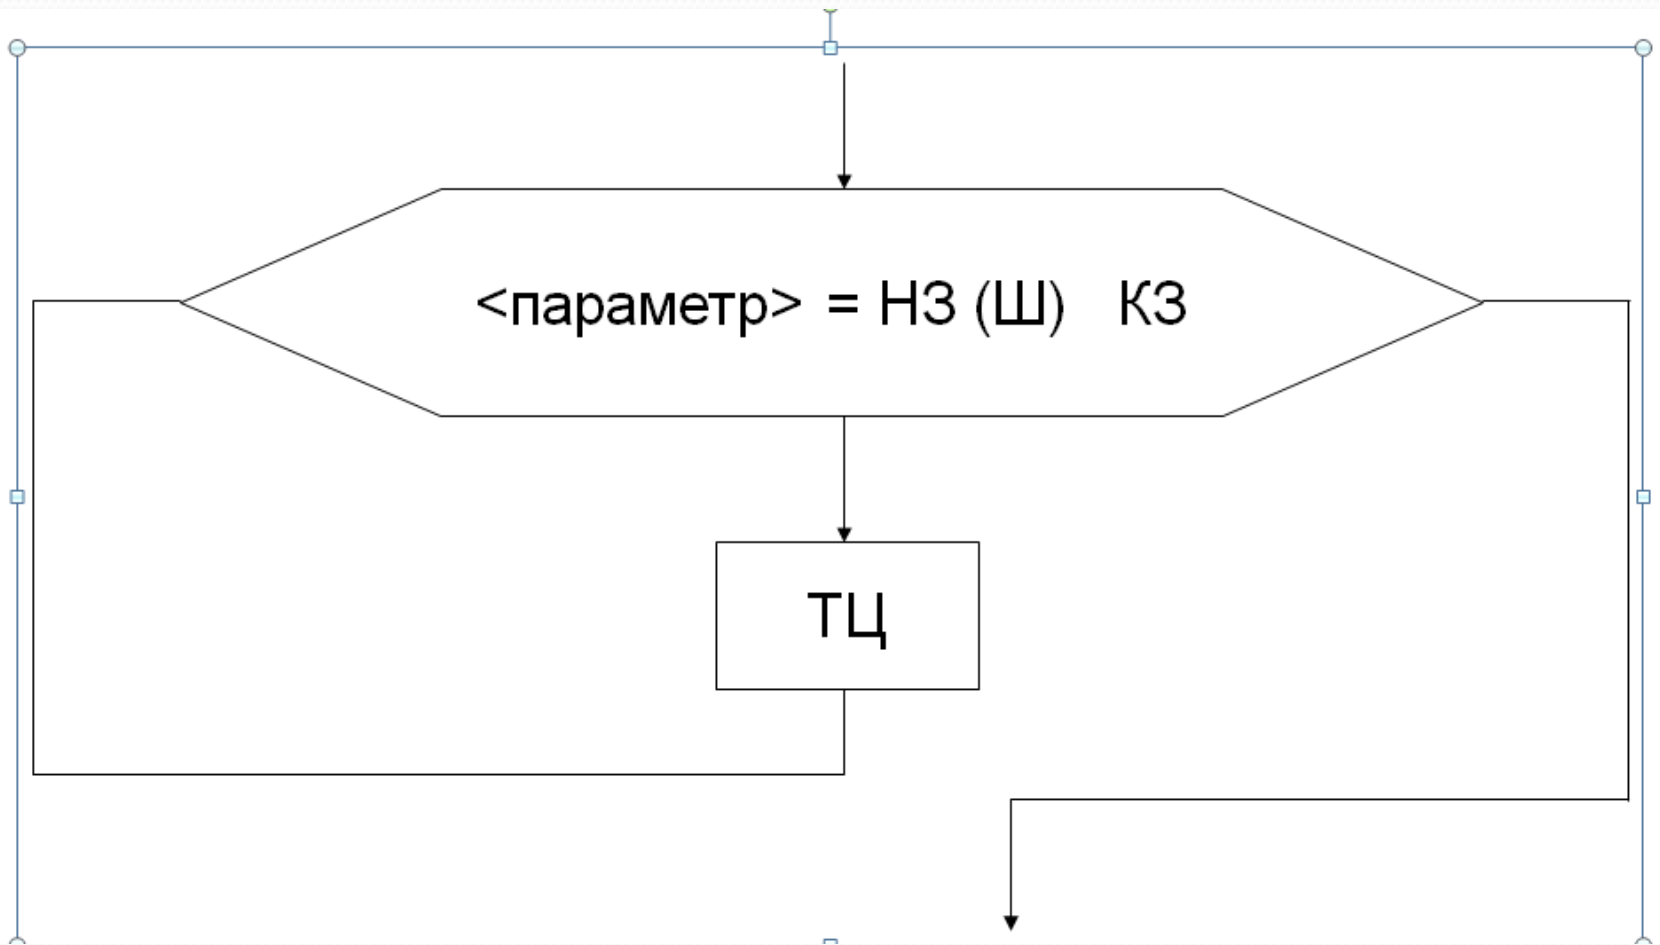 <параметр> = НЗ (Ш) КЗ
ТЦ